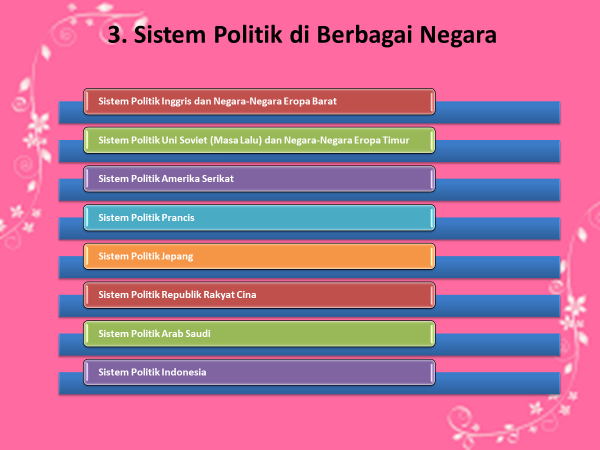 3. Sistem Politik di Berbagai Negara
Sistem Politik Inggris dan Negara-Negara Eropa Barat
Sistem Politik Uni Soviet (Masa Lalu) dan Negara-Negara Eropa Timur
Sistem Politik Amerika Serikat
Sistem Politik Prancis
Sistem Politik Jepang
Sistem Politik Republik Rakyat Cina
Sistem Politik Arab Saudi
Sistem Politik Indonesia